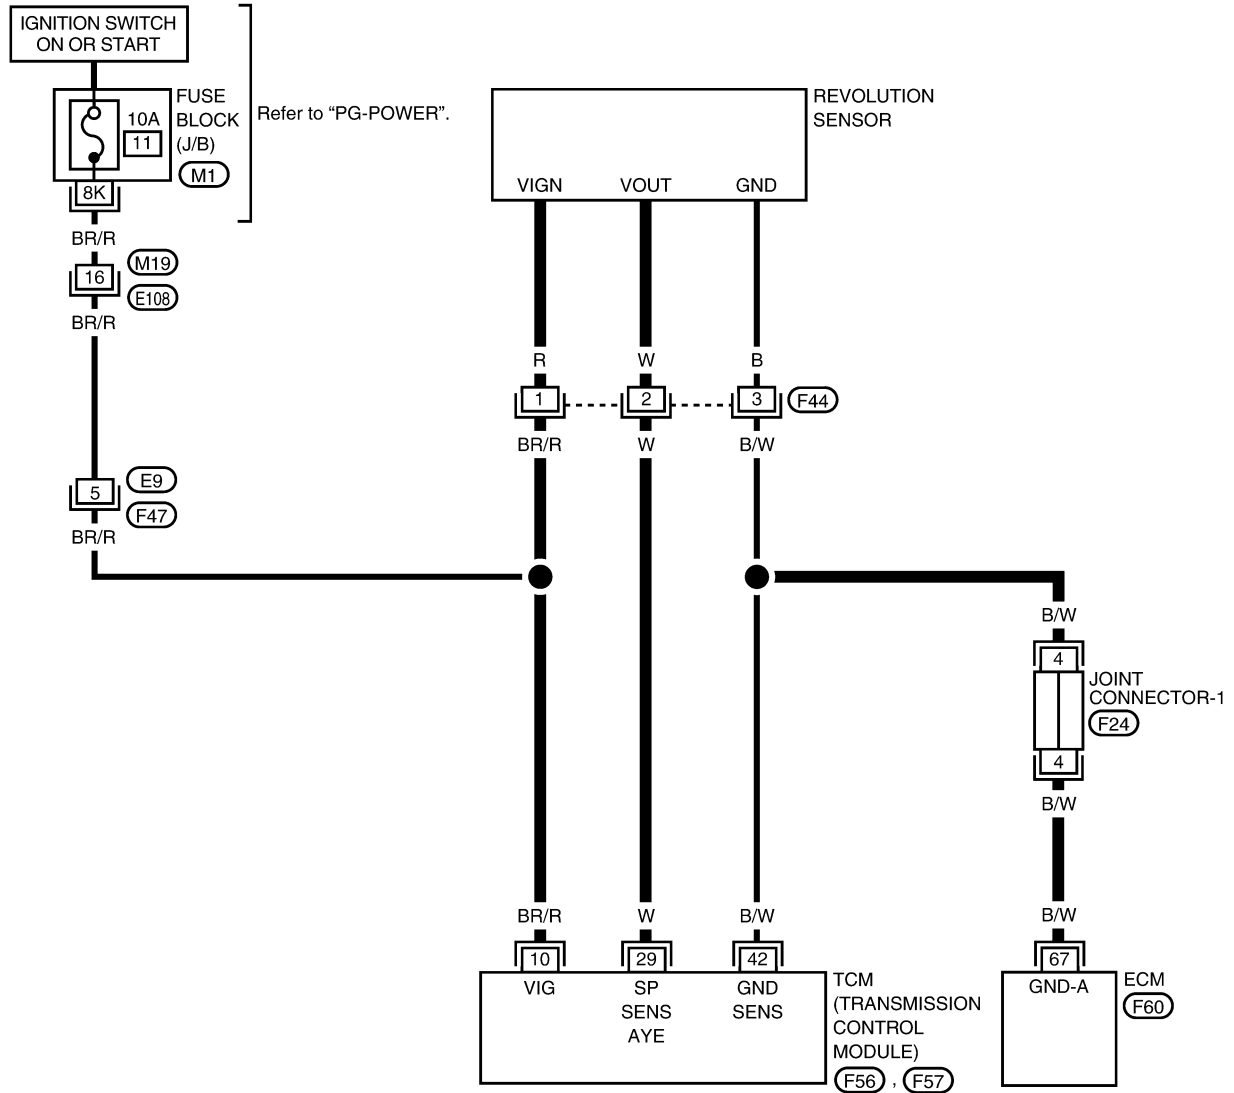 IGNITION SWITCH
ON OR START
FUSE
BLOCK
(J/B)
10A
11
M1
Refer to “PG-POWER”.
8K
BR/R
16
M19
E108
BR/R
5
E9
F47
BR/R
REVOLUTION
SENSOR
VIGN VOUT GND
R W B
1 2 3 F44
BR/R W B/W
B/W
4
JOINT
CONNECTOR-1
F24
4
B/W
BR/R W B/W B/W
10 29 42 67
VIG
SP
SENS
AYE
GND
SENS
TCM
(TRANSMISSION
CONTROL
MODULE)
F56 , F57
GND-A
ECM
F60